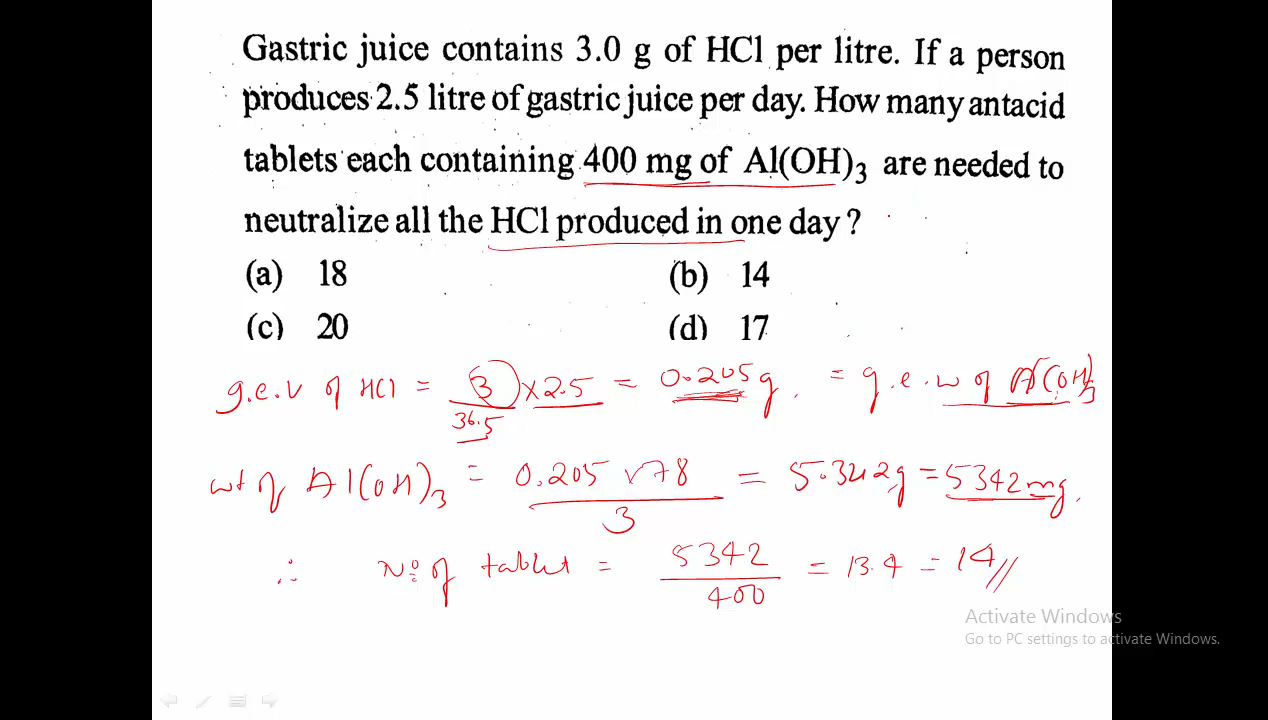 Gastric juice contains 3.0 g of HCl per litre. If a person
produces 2.5 litre of gastric juice per day. How many antacid
tablets each containing 400 mg of Al(OH)₃ are needed to
neutralize all the HCl produced in one day?
(a) 18 (b) 14
(c) 20 (d) 17
g.e.v of HCl = 3/36.5 × 2.5 = 0.205g. = g.e.w of Al(OH)₃
wt of Al(OH)₃ = 0.205 × 78 / 3 = 5.342g = 5342mg.
∴ No: of tablet = 5342/400 = 13.4 = 14//
Activate Windows
Go to PC settings to activate Windows.